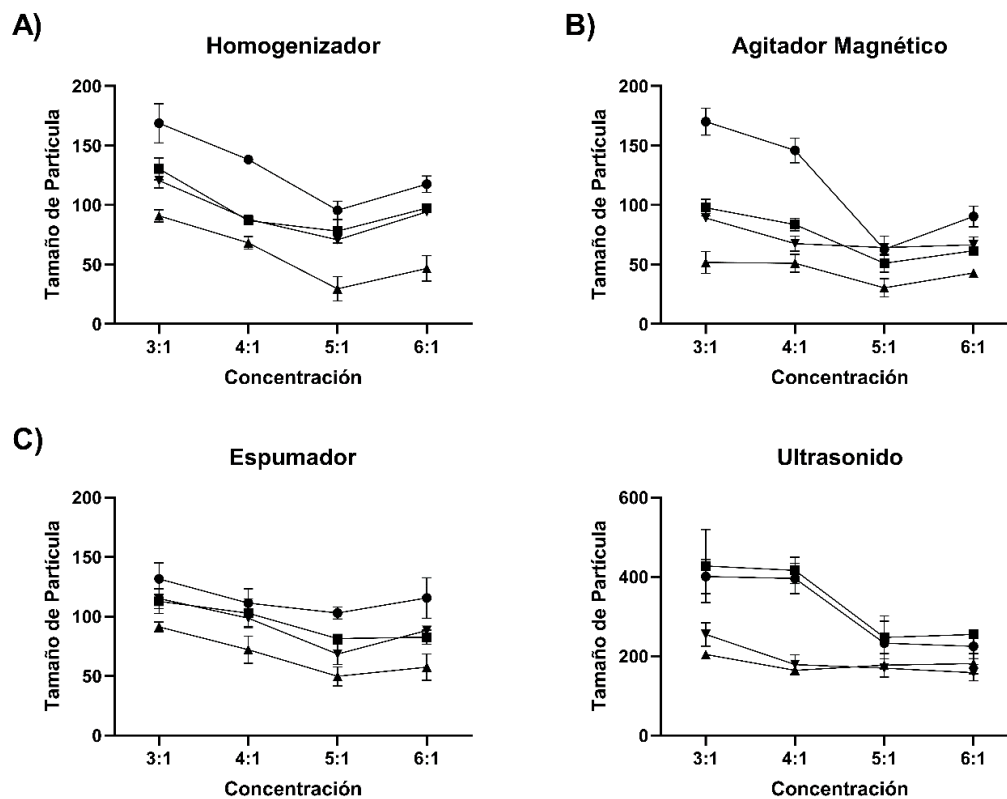 A)
Homogenizador
Tamaño de Partícula
200
150
100
50
0
3:1 4:1 5:1 6:1
Concentración
B)
Agitador Magnético
Tamaño de Partícula
200
150
100
50
0
3:1 4:1 5:1 6:1
Concentración
C)
Espumador
Tamaño de Partícula
200
150
100
50
0
3:1 4:1 5:1 6:1
Concentración
Ultrasonido
Tamaño de Partícula
600
400
200
0
3:1 4:1 5:1 6:1
Concentración